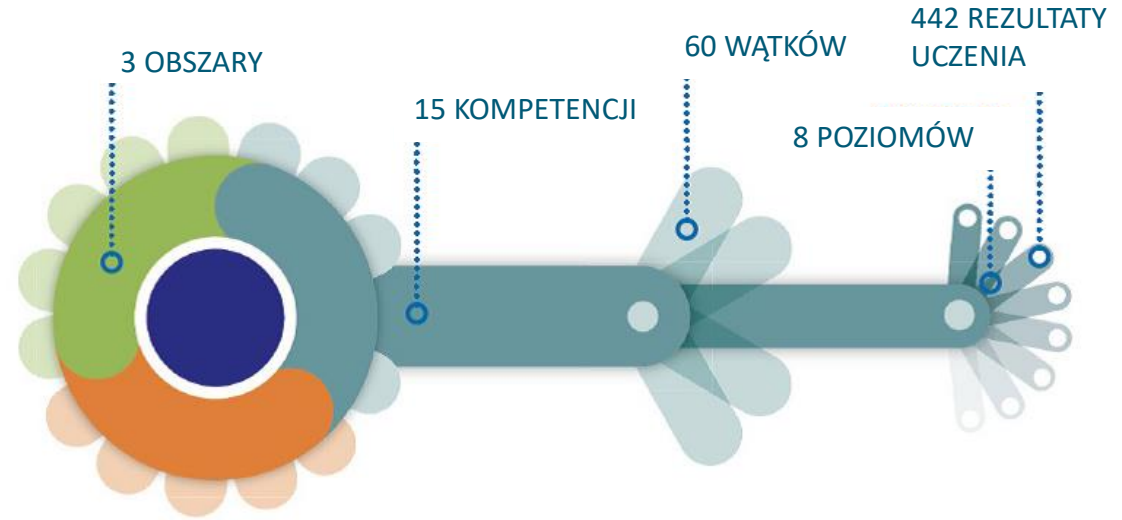 3 OBSZARY
15 KOMPETENCJI
60 WĄTKÓW
8 POZIOMÓW
442 REZULTATY
UCZENIA